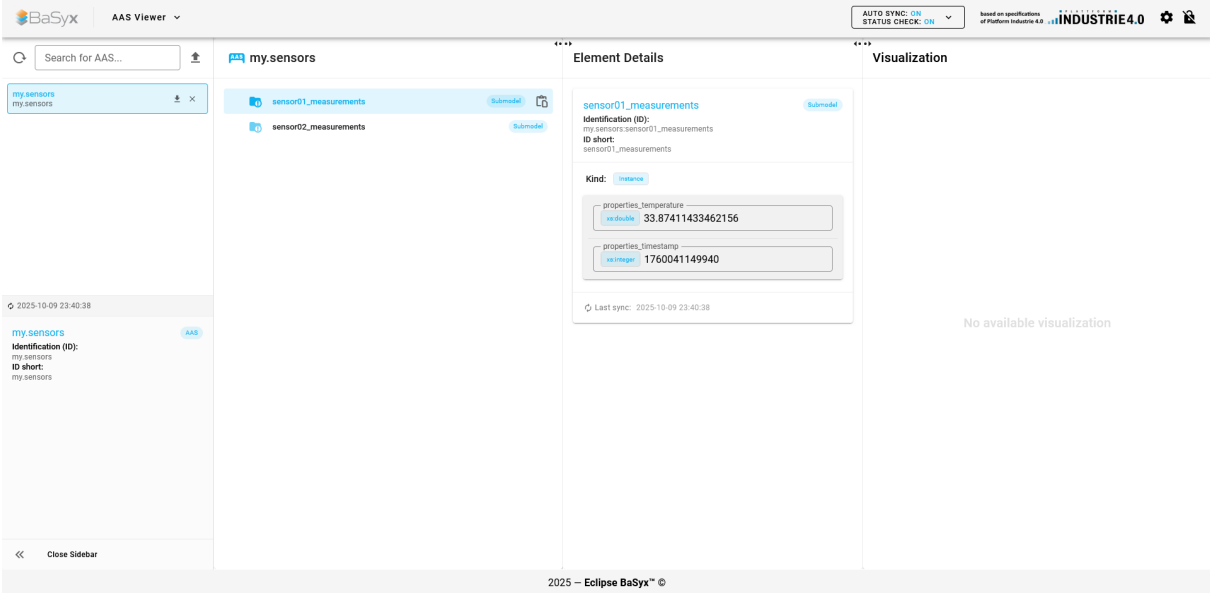 BaSyx
AAS Viewer
AUTO SYNC: ON
STATUS CHECK: ON
based on specifications
of Platform Industrie 4.0
PLATTFORM
INDUSTRIE4.0
Search for AAS...
my.sensors
my.sensors
2025-10-09 23:40:38
my.sensors
AAS
Identification (ID):
my.sensors
ID short:
my.sensors
Close Sidebar
AAS my.sensors
sensor01_measurements
Submodel
sensor02_measurements
Submodel
Element Details
sensor01_measurements
Submodel
Identification (ID):
my.sensors:sensor01_measurements
ID short:
sensor01_measurements
Kind: Instance
properties_temperature
xs:double 33.87411433462156
properties_timestamp
xs:integer 1760041149940
Last sync: 2025-10-09 23:40:38
Visualization
No available visualization
2025 — Eclipse BaSyx™ ©